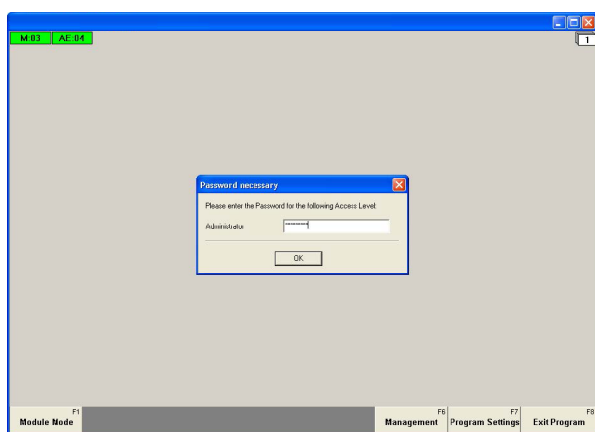 M:03 AE:04 1
Password necessary
Please enter the Password for the following Access Level
Administrator ********
OK
F1 F6 F7 F8
Module Mode Management Program Settings Exit Program